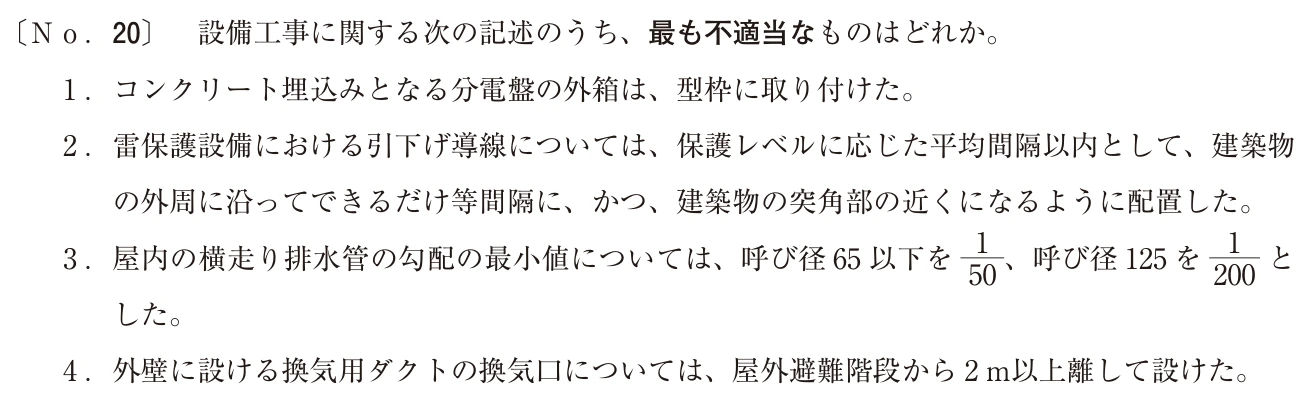 〔Ｎｏ．20〕　設備工事に関する次の記述のうち、最も不適当なものはどれか。
１．コンクリート埋込みとなる分電盤の外箱は、型枠に取り付けた。
２．雷保護設備における引下げ導線については、保護レベルに応じた平均間隔以内として、建築物
の外周に沿ってできるだけ等間隔に、かつ、建築物の突角部の近くになるように配置した。
３．屋内の横走り排水管の勾配の最小値については、呼び径 65 以下を 1/50、呼び径 125 を 1/200 と
した。
４．外壁に設ける換気用ダクトの換気口については、屋外避難階段から２m以上離して設けた。